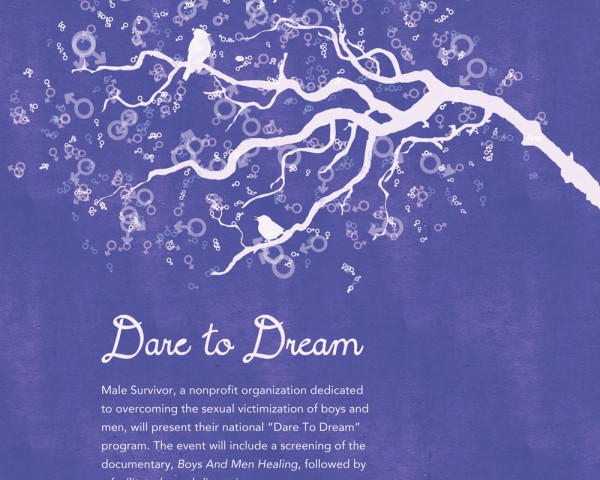 Dare to Dream
Male Survivor, a nonprofit organization dedicated
to overcoming the sexual victimization of boys and
men, will present their national “Dare To Dream”
program. The event will include a screening of the
documentary, Boys And Men Healing, followed by